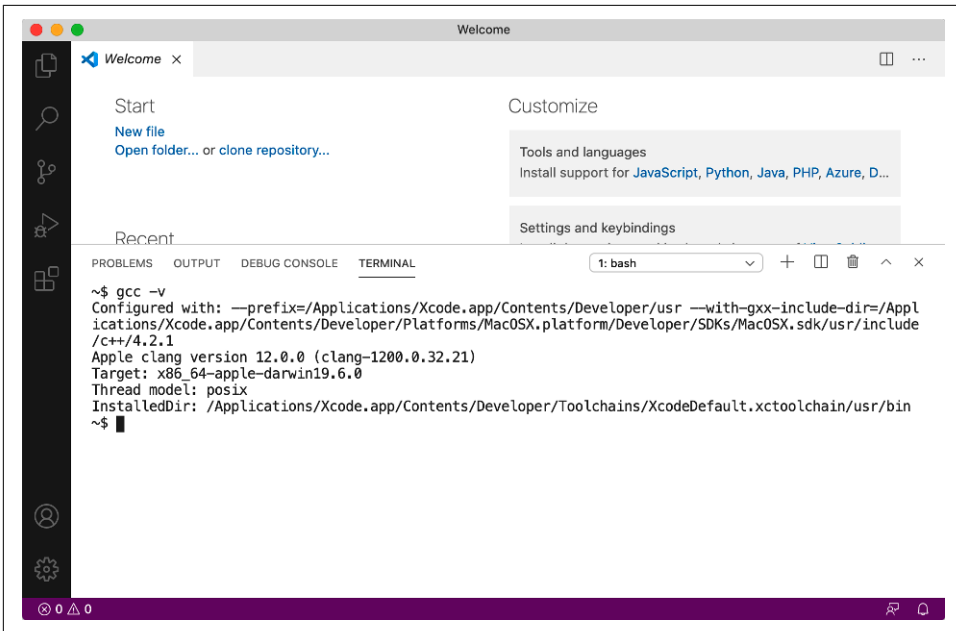 Welcome
Welcome ×
Start
New file
Open folder... or clone repository...
Recent
Customize
Tools and languages
Install support for JavaScript, Python, Java, PHP, Azure, D...
Settings and keybindings
PROBLEMS OUTPUT DEBUG CONSOLE TERMINAL 1: bash
~$ gcc -v
Configured with: --prefix=/Applications/Xcode.app/Contents/Developer/usr --with-gxx-include-dir=/Appl
ications/Xcode.app/Contents/Developer/Platforms/MacOSX.platform/Developer/SDKs/MacOSX.sdk/usr/include
/c++/4.2.1
Apple clang version 12.0.0 (clang-1200.0.32.21)
Target: x86_64-apple-darwin19.6.0
Thread model: posix
InstalledDir: /Applications/Xcode.app/Contents/Developer/Toolchains/XcodeDefault.xctoolchain/usr/bin
~$
0 0